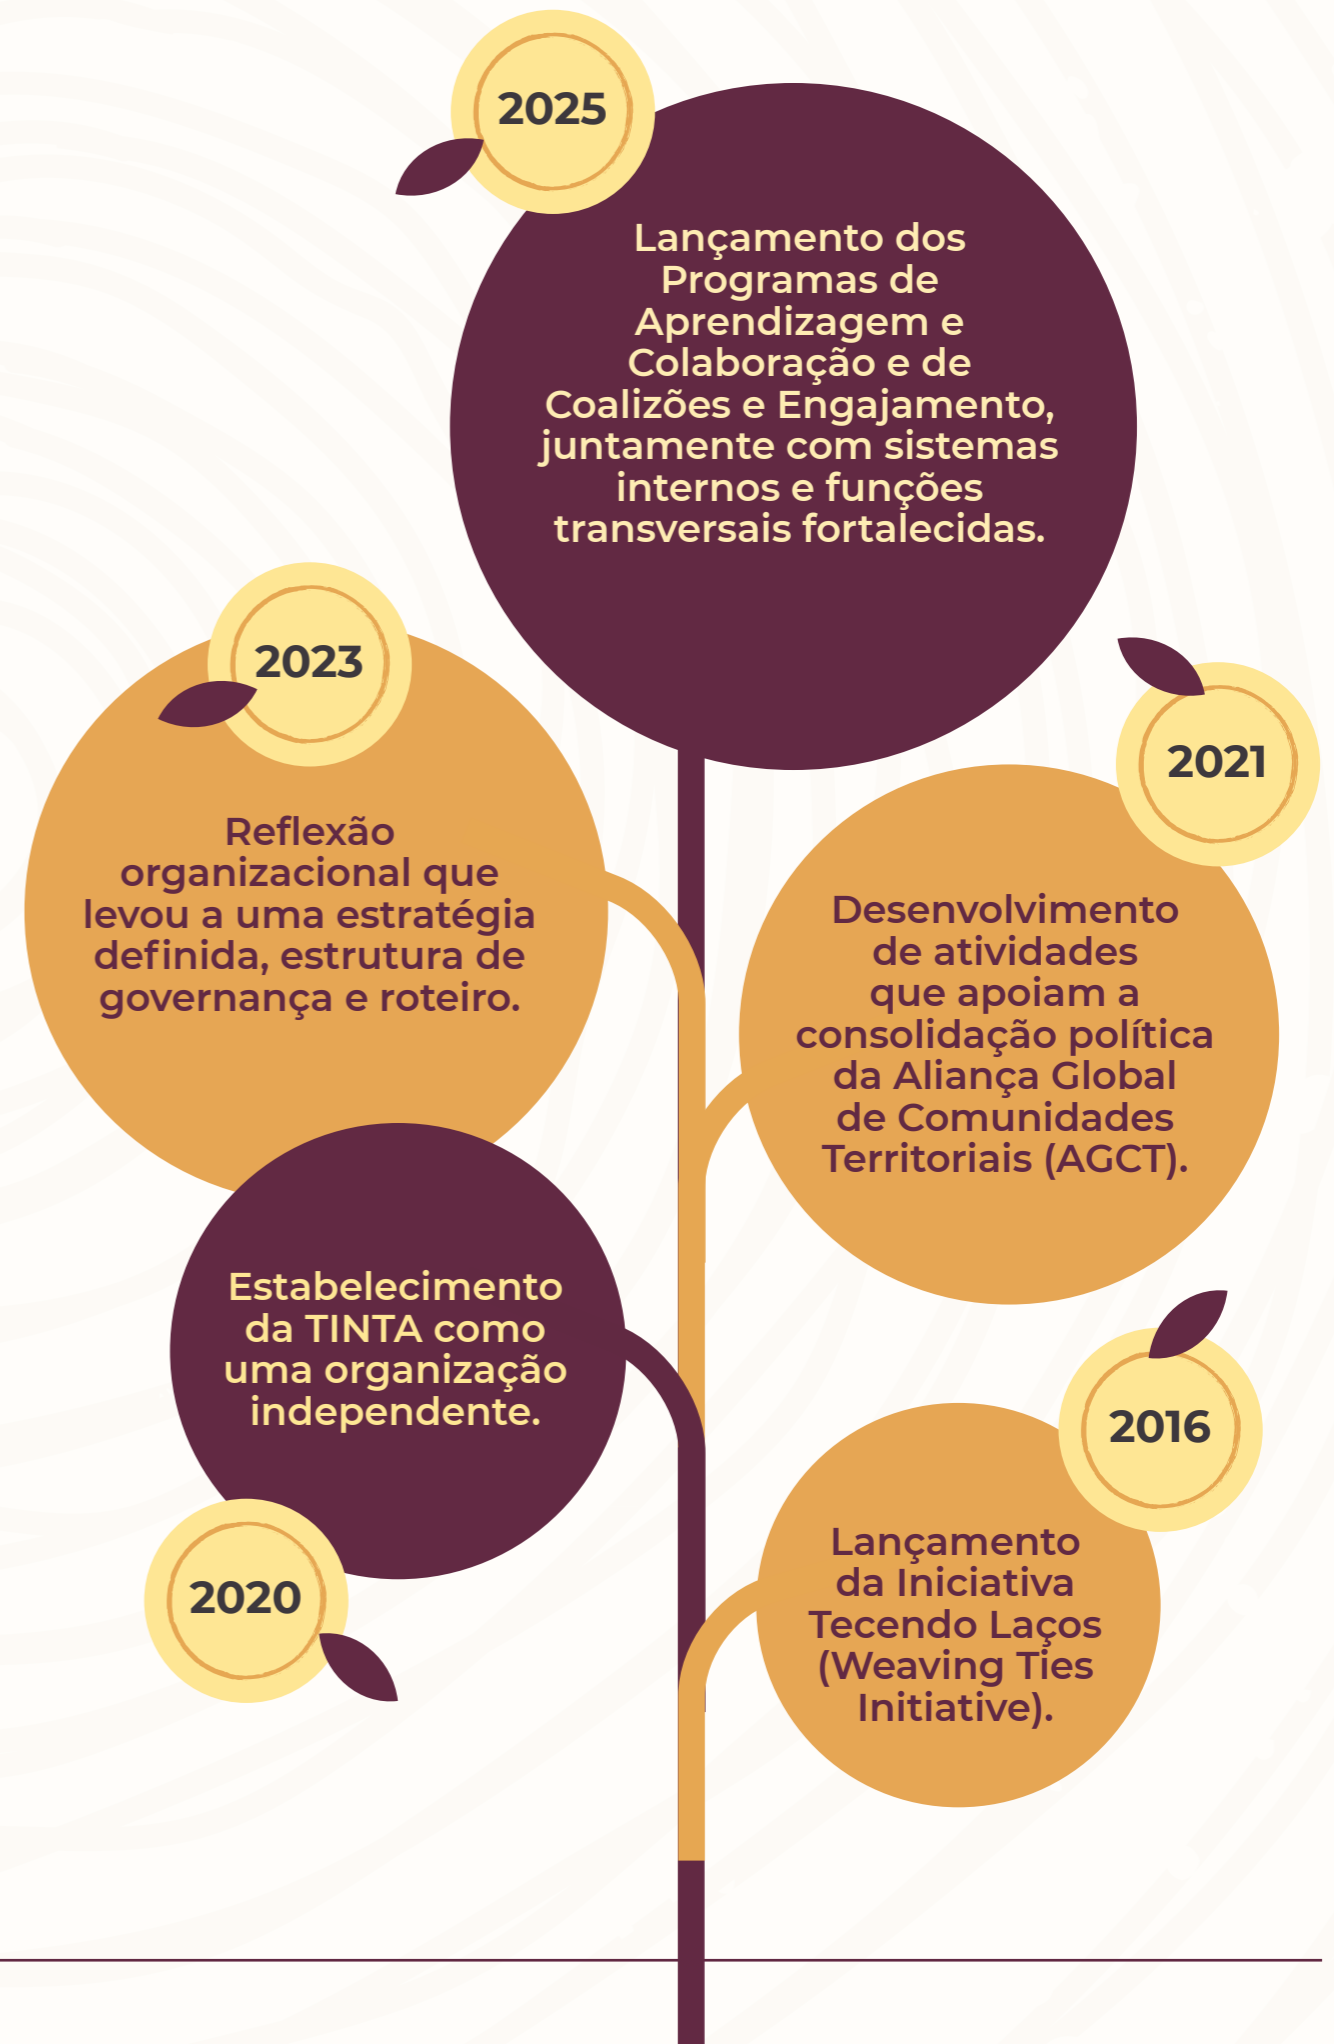 2025
Lançamento dos
Programas de
Aprendizagem e
Colaboração e de
Coalizões e Engajamento,
juntamente com sistemas
internos e funções
transversais fortalecidas.
2023
Reflexão
organizacional que
levou a uma estratégia
definida, estrutura de
governança e roteiro.
2021
Desenvolvimento
de atividades
que apoiam a
consolidação política
da Aliança Global
de Comunidades
Territoriais (AGCT).
Estabelecimento
da TINTA como
uma organização
independente.
2020
2016
Lançamento
da Iniciativa
Tecendo Laços
(Weaving Ties
Initiative).